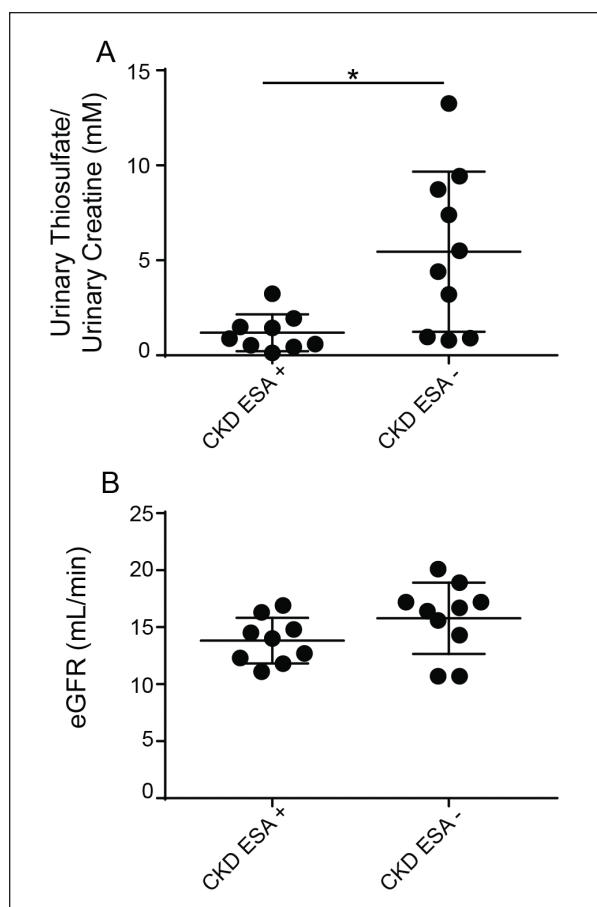 A
Urinary Thiosulfate/
Urinary Creatine (mM)
15
10
5
0
*
CKD ESA +
CKD ESA -
B
eGFR (mL/min)
25
20
15
10
5
0
CKD ESA +
CKD ESA -